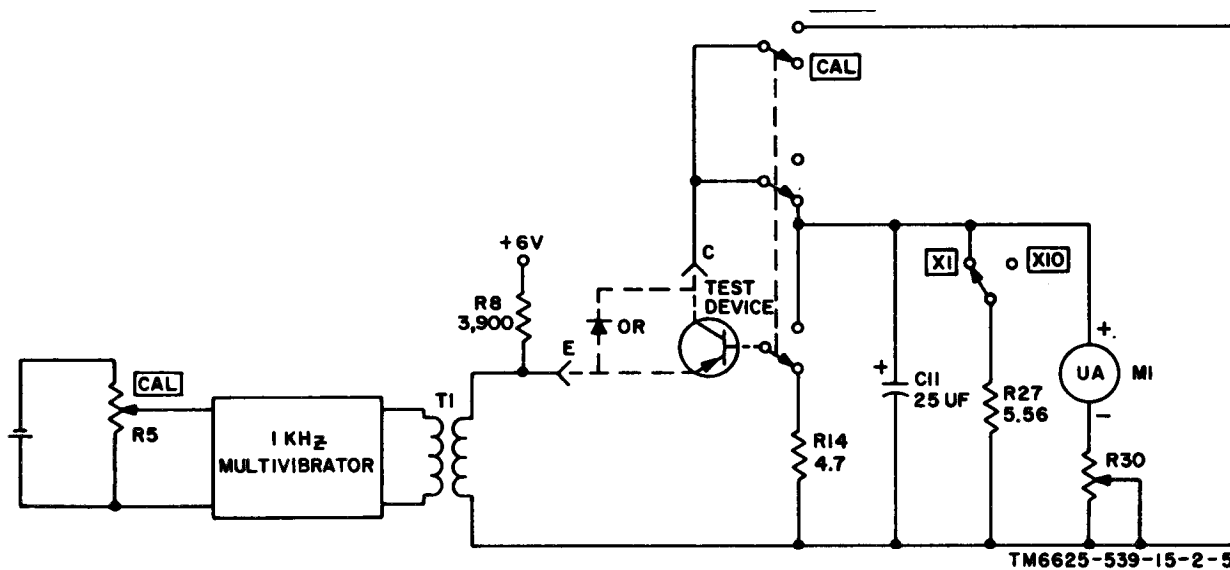 CAL
C
TEST
DEVICE
+6V
R8
3,900
OR
E
X1
X10
+
UA
M1
-
+
C11
25 UF
R27
5.56
CAL
R5
T1
1 KHz
MULTIVIBRATOR
R14
4.7
R30
TM6625-539-15-2-5